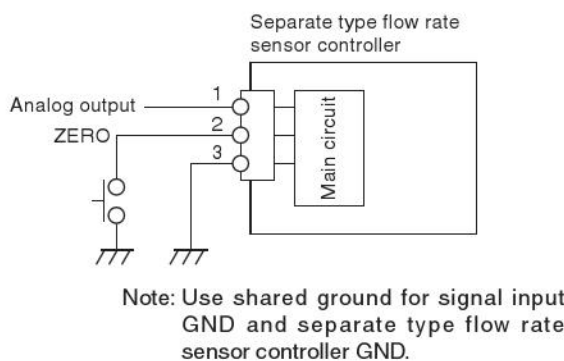 Separate type flow rate
sensor controller
Analog output
1
ZERO
2
3
Main circuit
Note: Use shared ground for signal input
GND and separate type flow rate
sensor controller GND.